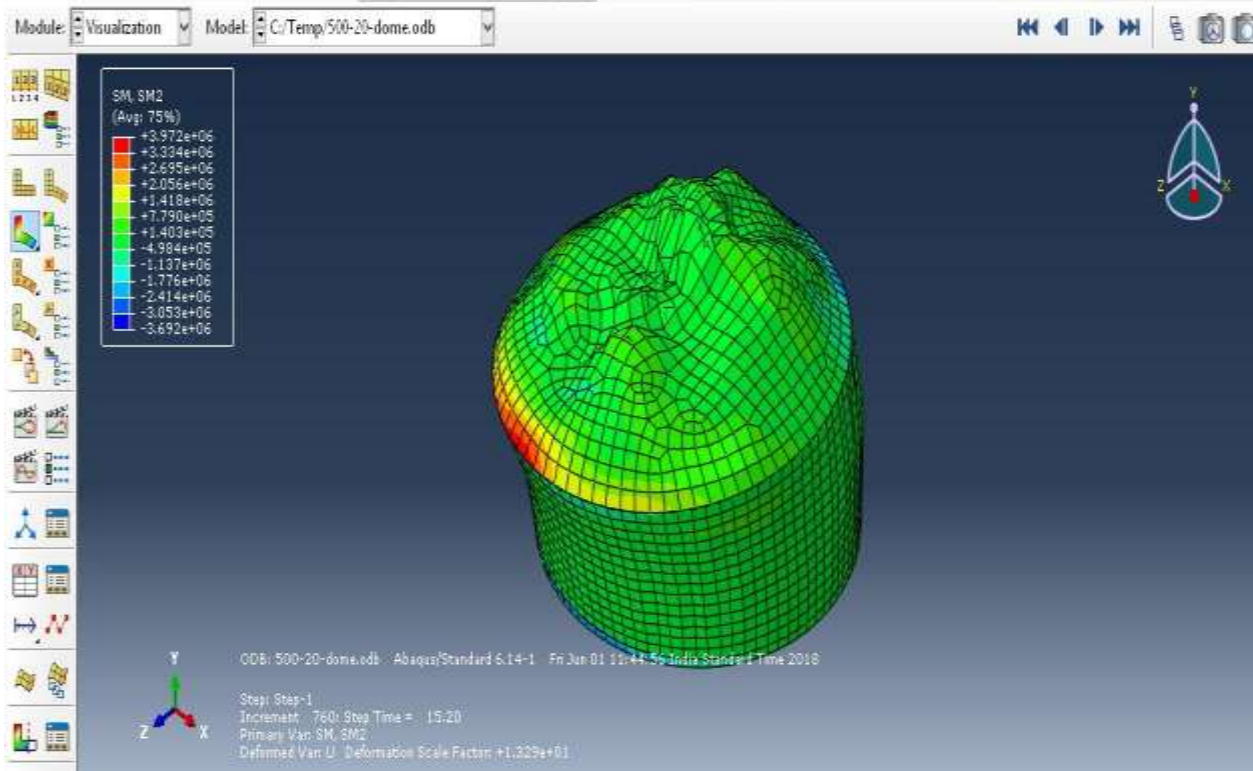 Module: Visualization Model: C:/Temp/500-20-dome.odb
1 2 3 4
SM, SM2
(Avg: 75%)
+3.972e+06
+3.334e+06
+2.695e+06
+2.056e+06
+1.418e+06
+7.790e+05
+1.403e+05
-4.984e+05
-1.137e+06
-1.776e+06
-2.414e+06
-3.053e+06
-3.692e+06
Y
Z X
ODB: 500-20-dome.odb Abaqus/Standard 6.14-1 Fri Jun 01 11:44:56 India Standard Time 2018
Step: Step-1
Increment 760: Step Time = 15.20
Primary Var: SM, SM2
Deformed Var: U Deformation Scale Factor: +1.329e+01
Y
Z X